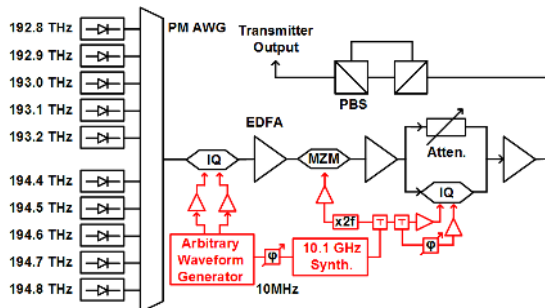 192.8 THz
192.9 THz
193.0 THz
193.1 THz
193.2 THz
194.4 THz
194.5 THz
194.6 THz
194.7 THz
194.8 THz
PM AWG
Transmitter
Output
PBS
EDFA
IQ
MZM
Atten.
IQ
x2f
T
T
φ
Arbitrary
Waveform
Generator
φ
10.1 GHz
Synth.
10MHz